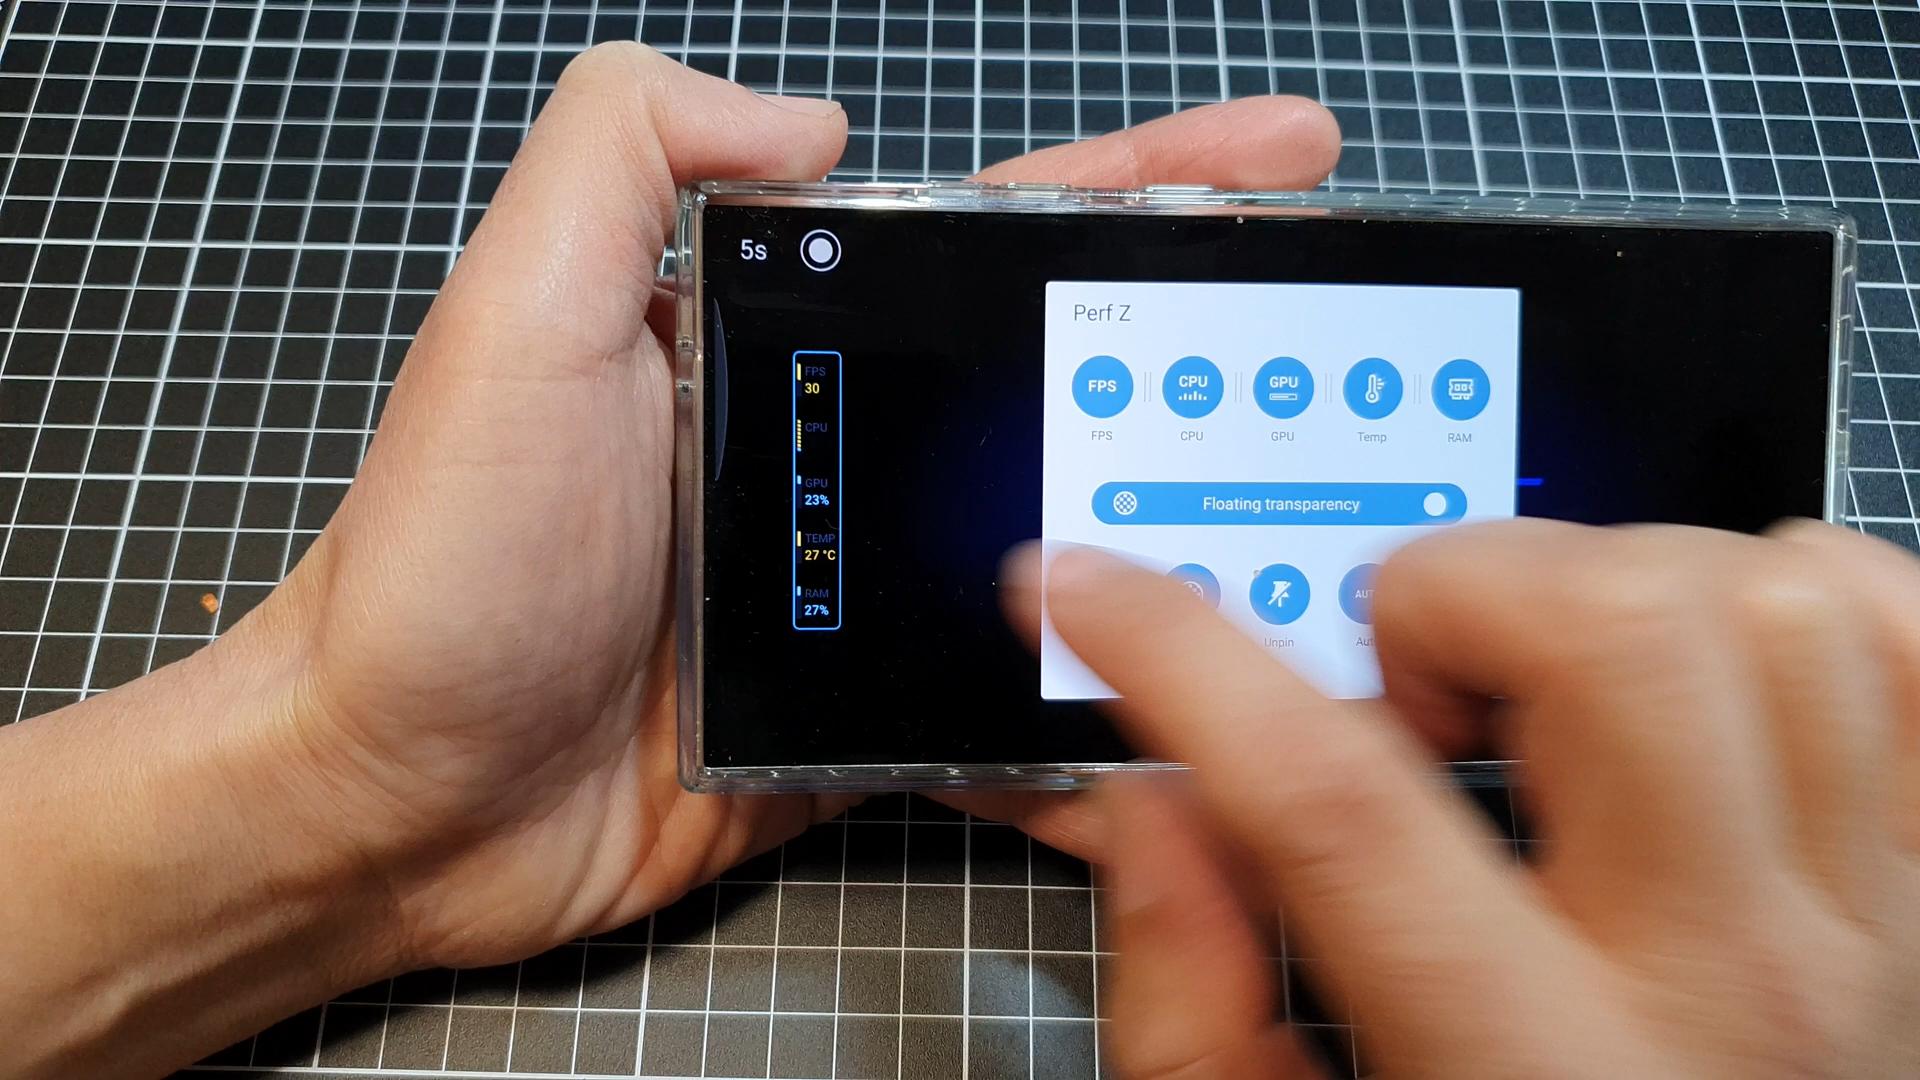 5s
FPS
30
CPU
GPU
23%
TEMP
27 °C
RAM
27%
Perf Z
FPS CPU GPU
FPS CPU GPU Temp RAM
Floating transparency
Unpin